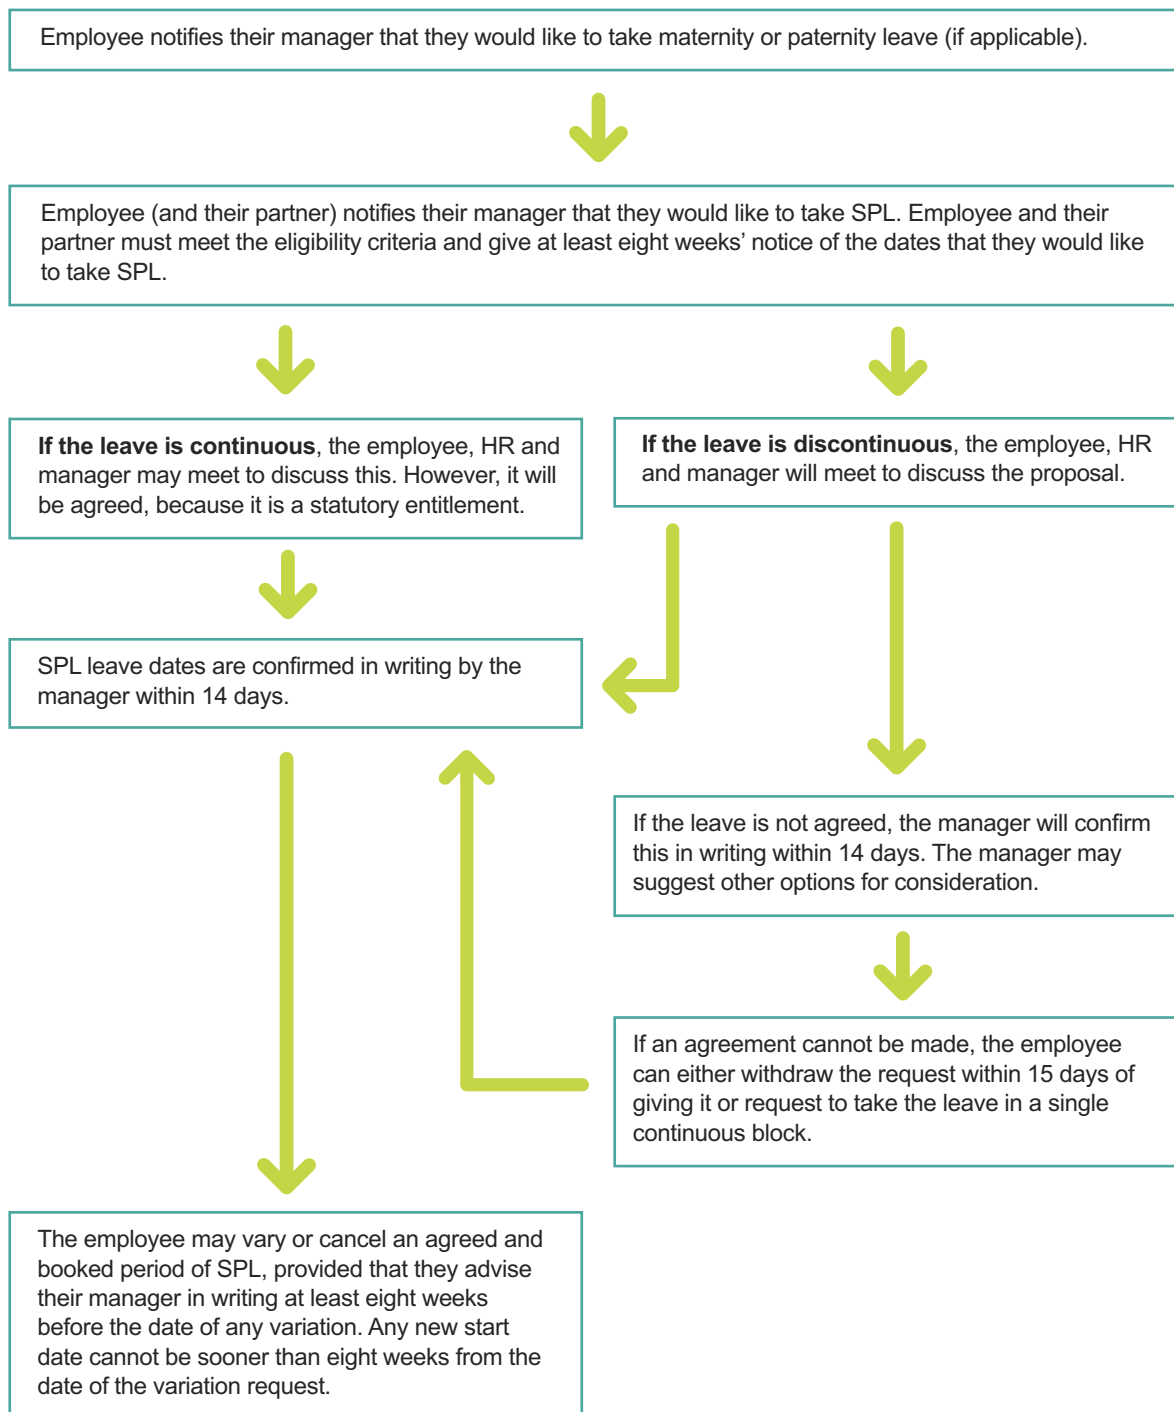 Employee notifies their manager that they would like to take maternity or paternity leave (if applicable).
Employee (and their partner) notifies their manager that they would like to take SPL. Employee and their
partner must meet the eligibility criteria and give at least eight weeks’ notice of the dates that they would like
to take SPL.
If the leave is continuous, the employee, HR and
manager may meet to discuss this. However, it will
be agreed, because it is a statutory entitlement.
If the leave is discontinuous, the employee, HR
and manager will meet to discuss the proposal.
SPL leave dates are confirmed in writing by the
manager within 14 days.
If the leave is not agreed, the manager will confirm
this in writing within 14 days. The manager may
suggest other options for consideration.
If an agreement cannot be made, the employee
can either withdraw the request within 15 days of
giving it or request to take the leave in a single
continuous block.
The employee may vary or cancel an agreed and
booked period of SPL, provided that they advise
their manager in writing at least eight weeks
before the date of any variation. Any new start
date cannot be sooner than eight weeks from the
date of the variation request.